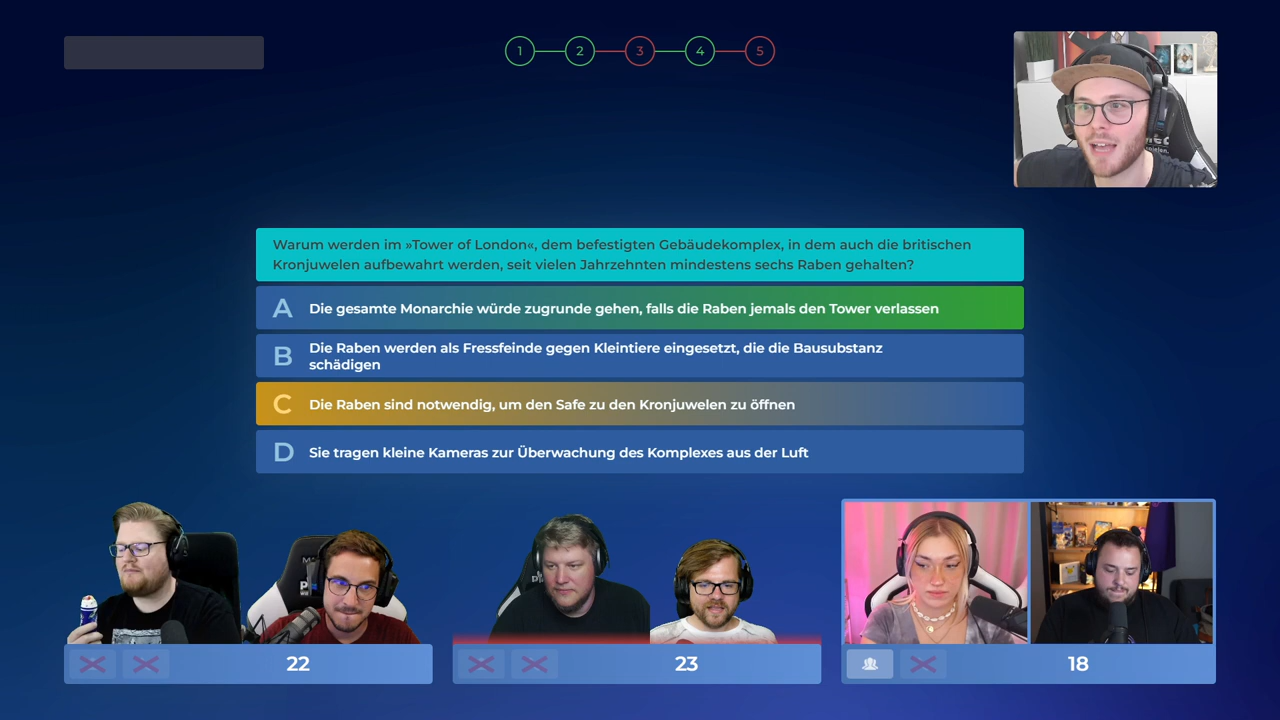 1 2 3 4 5
Warum werden im »Tower of London«, dem befestigten Gebäudekomplex, in dem auch die britischen
Kronjuwelen aufbewahrt werden, seit vielen Jahrzehnten mindestens sechs Raben gehalten?
A Die gesamte Monarchie würde zugrunde gehen, falls die Raben jemals den Tower verlassen
B Die Raben werden als Fressfeinde gegen Kleintiere eingesetzt, die die Bausubstanz
schädigen
C Die Raben sind notwendig, um den Safe zu den Kronjuwelen zu öffnen
D Sie tragen kleine Kameras zur Überwachung des Komplexes aus der Luft
22 23 18